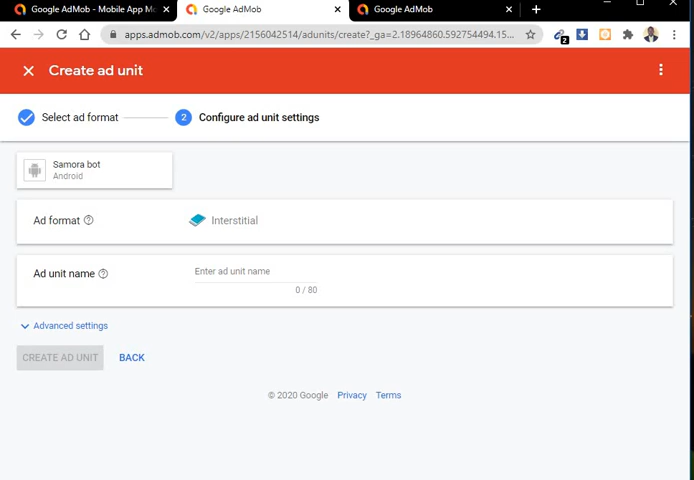 Google AdMob - Mobile App Mo
Google AdMob
Google AdMob
apps.admob.com/v2/apps/2156042514/adunits/create?_ga=2.18964860.592754494.15...
2
Create ad unit
Select ad format
2
Configure ad unit settings
Samora bot
Android
Ad format
Interstitial
Ad unit name
Enter ad unit name
0 / 80
Advanced settings
CREATE AD UNIT
BACK
© 2020 Google
Privacy
Terms